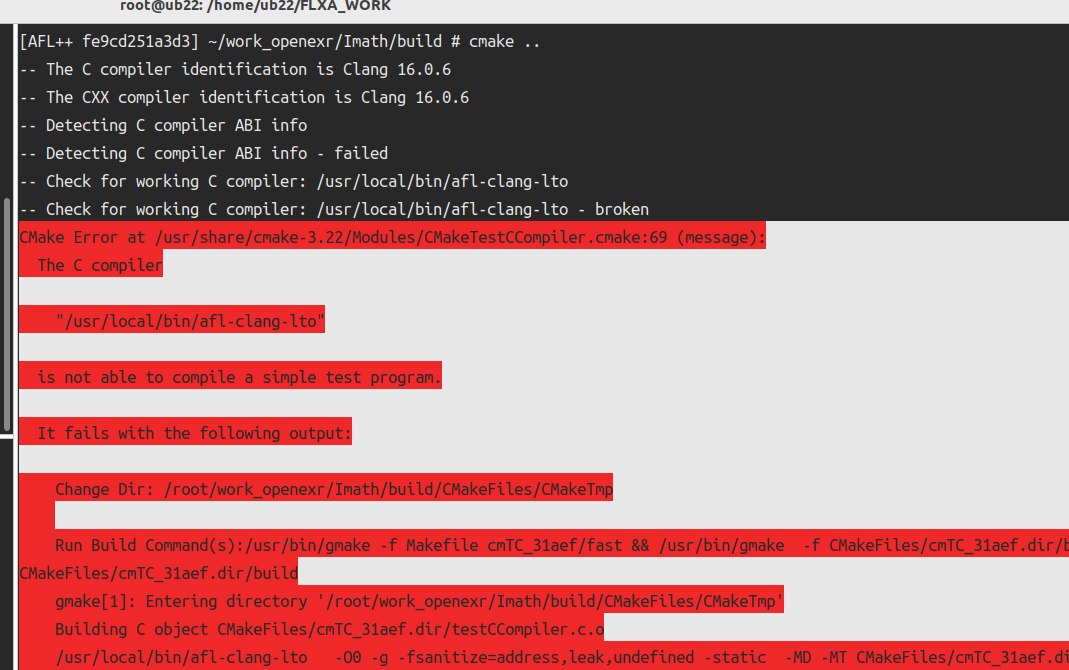 root@ub22: /home/ub22/FLXA_WORK
[AFL++ fe9cd251a3d3] ~/work_openexr/Imath/build # cmake ..
-- The C compiler identification is Clang 16.0.6
-- The CXX compiler identification is Clang 16.0.6
-- Detecting C compiler ABI info
-- Detecting C compiler ABI info - failed
-- Check for working C compiler: /usr/local/bin/afl-clang-lto
-- Check for working C compiler: /usr/local/bin/afl-clang-lto - broken
CMake Error at /usr/share/cmake-3.22/Modules/CMakeTestCCompiler.cmake:69 (message):
The C compiler
"/usr/local/bin/afl-clang-lto"
is not able to compile a simple test program.
It fails with the following output:
Change Dir: /root/work_openexr/Imath/build/CMakeFiles/CMakeTmp
Run Build Command(s):/usr/bin/gmake -f Makefile cmTC_31aef/fast && /usr/bin/gmake  -f CMakeFiles/cmTC_31aef.dir/b
CMakeFiles/cmTC_31aef.dir/build
gmake[1]: Entering directory '/root/work_openexr/Imath/build/CMakeFiles/CMakeTmp'
Building C object CMakeFiles/cmTC_31aef.dir/testCCompiler.c.o
/usr/local/bin/afl-clang-lto   -O0 -g -fsanitize=address,leak,undefined -static  -MD -MT CMakeFiles/cmTC_31aef.di